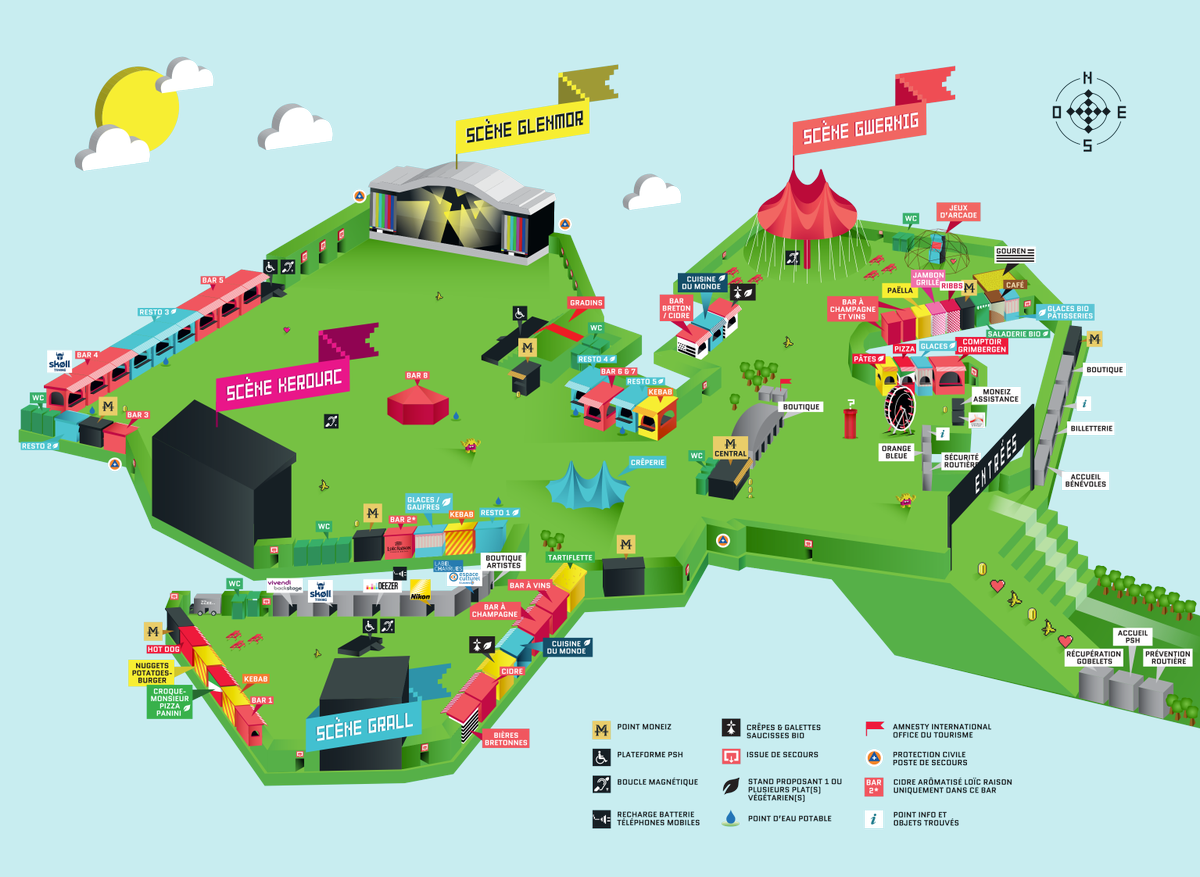 SCÈNE GLENMOR
SCÈNE GWERNIG
N
O
E
S
WC
JEUX
D'ARCADE
GOUREN
BAR 5
CUISINE
DU MONDE
JAMBON
GRILLÉ
RIBBS
M
CAFÉ
PAËLLA
BAR
BRETON
/ CIDRE
BAR À
CHAMPAGNE
ET VINS
GLACES BIO
PÂTISSERIES
RESTO 3
GRADINS
WC
SALADERIE BIO
M
M
PIZZA
GLACES
COMPTOIR
GRIMBERGEN
PÂTES
skøll
BAR 4
RESTO 4
BAR 6 & 7
RESTO 5
KEBAB
BOUTIQUE
SCÈNE KEROUAC
BAR 8
MONEIZ
ASSISTANCE
BOUTIQUE
i
WC
M
BAR 3
BILLETTERIE
RESTO 2
i
M
CENTRAL
WC
ORANGE
BLEUE
SÉCURITÉ
ROUTIÈRE
ENTRÉES
CRÊPERIE
ACCUEIL
BÉNÉVOLES
GLACES /
GAUFRES
M
BAR 2*
KEBAB
RESTO 1
WC
Loïc Raison
M
BOUTIQUE
ARTISTES
TARTIFLETTE
LABEL
CHARRUES
espace
culturel
WC
vivendi
backstage
skøll
DEEZER
Nikon
BAR À VINS
BAR À
CHAMPAGNE
M
HOT DOG
NUGGETS
POTATOES-
BURGER
CROQUE-
MONSIEUR
PIZZA
PANINI
KEBAB
BAR 1
CUISINE
DU MONDE
CIDRE
SCÈNE GRALL
BIÈRES
BRETONNES
ACCUEIL
PSH
RÉCUPÉRATION
GOBELETS
PRÉVENTION
ROUTIÈRE
M
POINT MONEIZ
PLATEFORME PSH
BOUCLE MAGNÉTIQUE
RECHARGE BATTERIE
TÉLÉPHONES MOBILES
CRÊPES & GALETTES
SAUCISSES BIO
ISSUE DE SECOURS
STAND PROPOSANT 1 OU
PLUSIEURS PLAT(S)
VÉGÉTARIEN(S)
POINT D'EAU POTABLE
AMNESTY INTERNATIONAL
OFFICE DU TOURISME
PROTECTION CIVILE
POSTE DE SECOURS
BAR
2*
CIDRE ARÔMATISÉ LOÏC RAISON
UNIQUEMENT DANS CE BAR
i
POINT INFO ET
OBJETS TROUVÉS